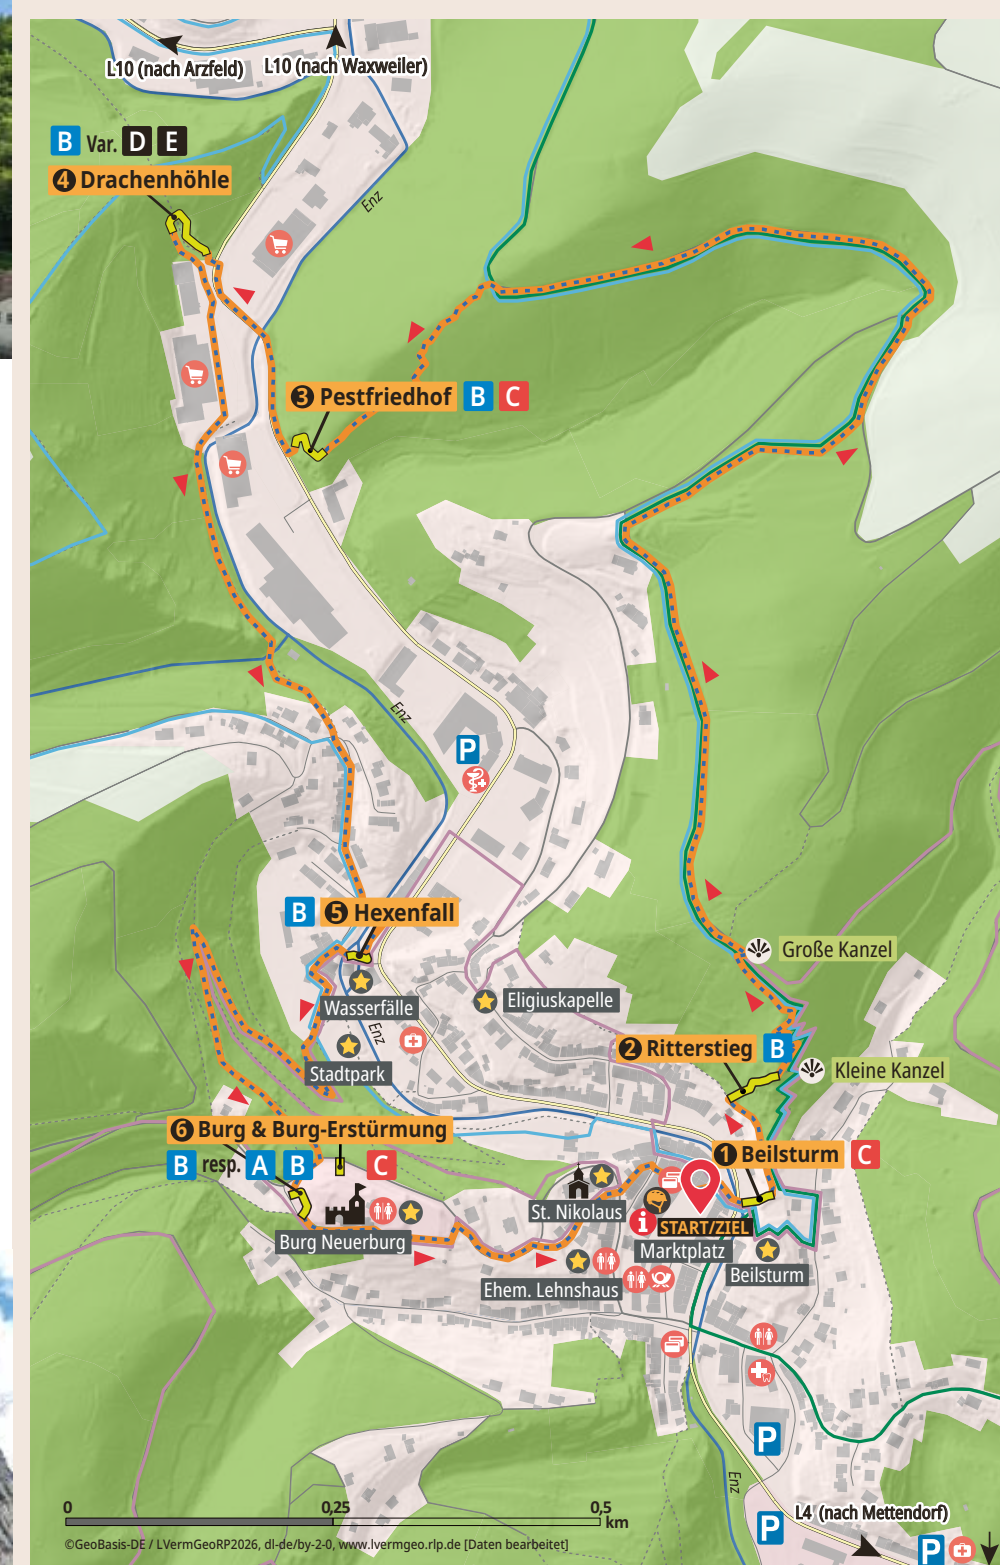 L10 (nach Arzfeld)
L10 (nach Waxweiler)
B Var. D E
4 Drachenhöhle
Enz
3 Pestfriedhof B C
Enz
P
B 5 Hexenfall
Große Kanzel
Wasserfälle
Eligiuskapelle
Enz
2 Ritterstieg B
Kleine Kanzel
Stadtpark
6 Burg & Burg-Erstürmung
B resp. A B C
1 Beilsturm C
St. Nikolaus
i START/ZIEL
Burg Neuerburg
Marktplatz
Beilsturm
Ehem. Lehnshaus
P
Enz
0 0,25 0,5
km
L4 (nach Mettendorf)
P
P
©GeoBasis-DE / LVermGeoRP2026, dl-de/by-2-0, www.lvermgeo.rlp.de [Daten bearbeitet]